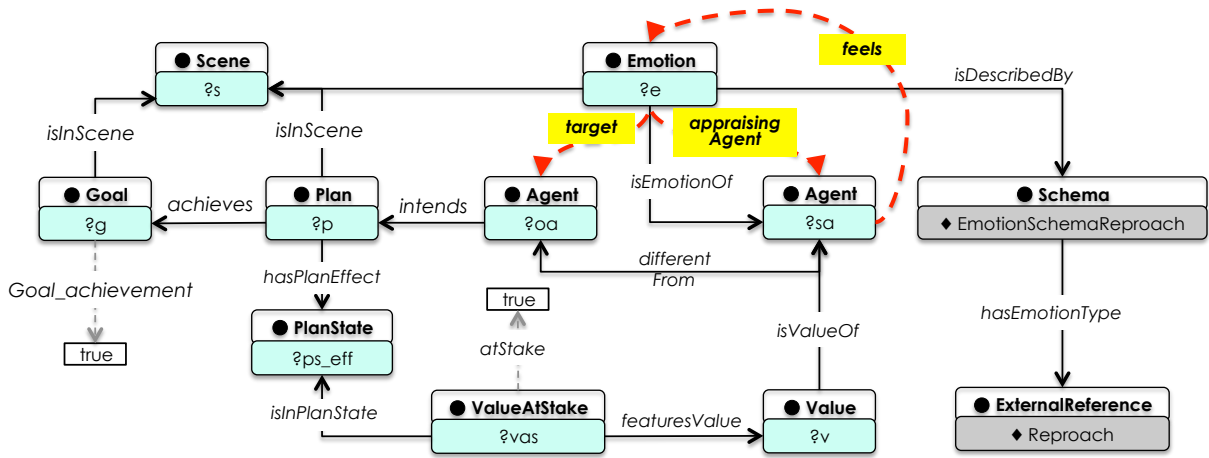 ● Scene
?s
● Emotion
?e
feels
isDescribedBy
isInScene
isInScene
target
appraising
Agent
isEmotionOf
● Goal
?g
achieves
● Plan
?p
intends
● Agent
?oa
● Agent
?sa
● Schema
♦ EmotionSchemaReproach
Goal_achievement
hasPlanEffect
different
From
true
true
● PlanState
?ps_eff
atStake
isValueOf
hasEmotionType
isInPlanState
● ValueAtStake
?vas
featuresValue
● Value
?v
● ExternalReference
♦ Reproach